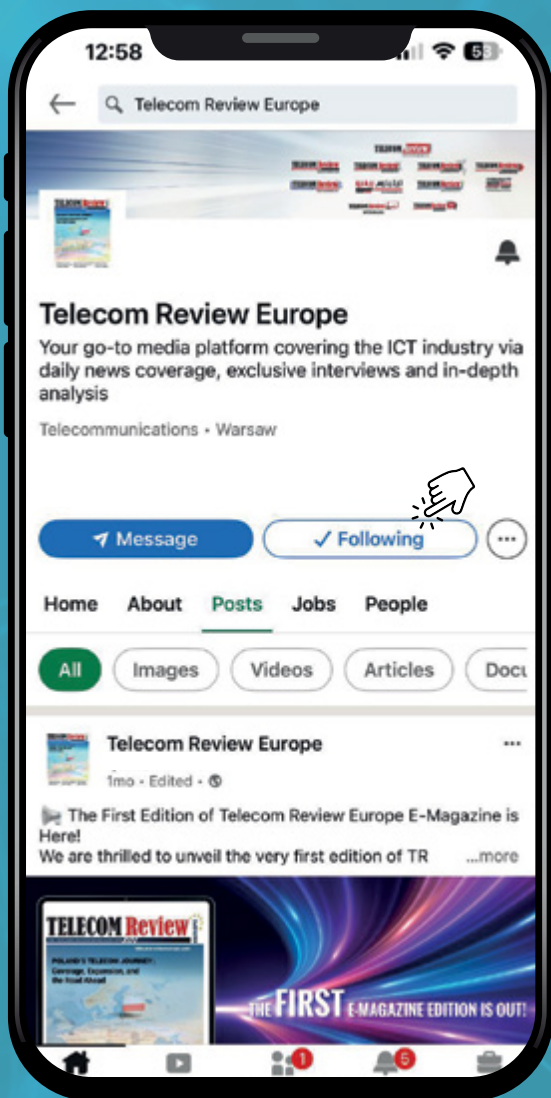 12:58
53
Telecom Review Europe
Telecom Review Europe
Your go-to media platform covering the ICT industry via
daily news coverage, exclusive interviews and in-depth
analysis
Telecommunications • Warsaw
Message
Following
Home About Posts Jobs People
All Images Videos Articles Docu
Telecom Review Europe
1mo • Edited •
The First Edition of Telecom Review Europe E-Magazine is
Here!
We are thrilled to unveil the very first edition of TR ...more
TELECOM Review
POLAND'S TELECOM JOURNEY:
Coverage, Expansion, and
the Road Ahead
THE FIRST E-MAGAZINE EDITION IS OUT!
1
5